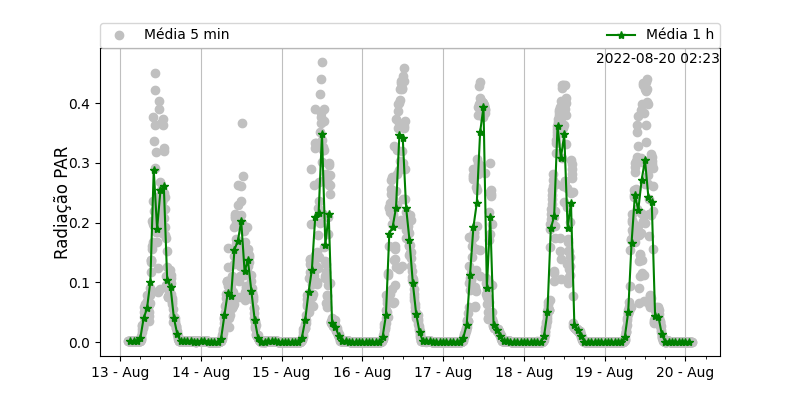 Média 5 min
Média 1 h
2022-08-20 02:23
Radiação PAR
0.4
0.3
0.2
0.1
0.0
13 - Aug
14 - Aug
15 - Aug
16 - Aug
17 - Aug
18 - Aug
19 - Aug
20 - Aug